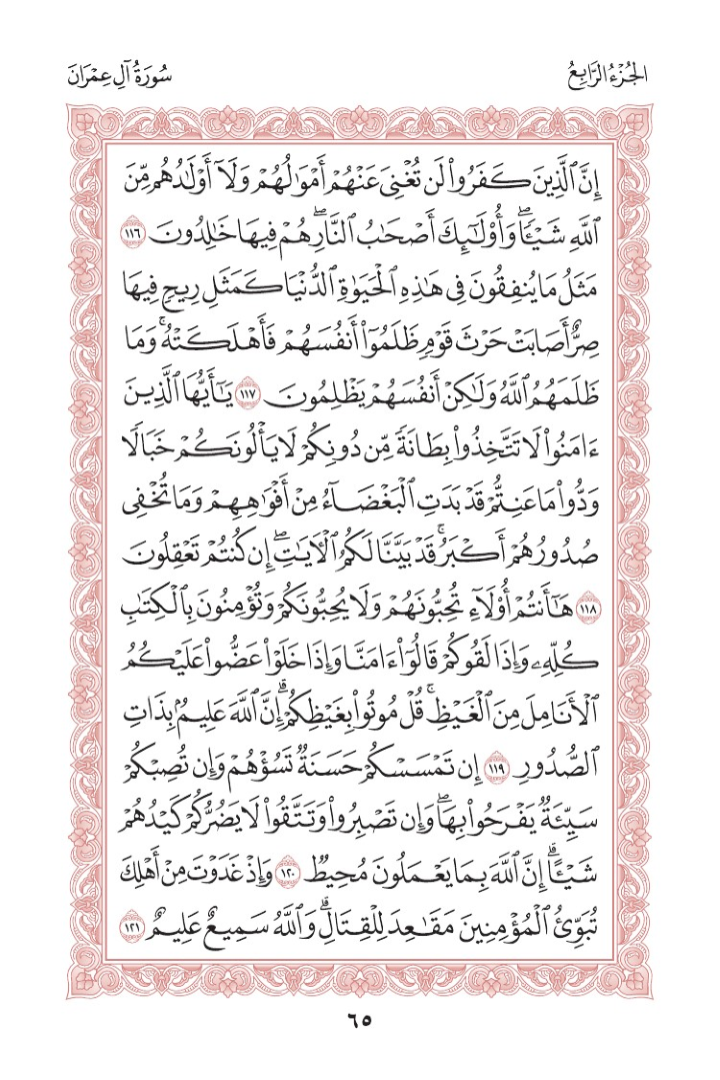 الجُزْءُ الرَّابِعُ
سُورَةُ آلِ عِمْرَانَ
إِنَّ ٱلَّذِينَ كَفَرُوا۟ لَن تُغْنِىَ عَنْهُمْ أَمْوَٰلُهُمْ وَلَآ أَوْلَٰدُهُم مِّنَ
ٱللَّهِ شَيْـًٔا ۖ وَأُو۟لَٰٓئِكَ أَصْحَٰبُ ٱلنَّارِ ۖ هُمْ فِيهَا خَٰلِدُونَ ١١٦
مَثَلُ مَا يُنفِقُونَ فِى هَٰذِهِ ٱلْحَيَوٰةِ ٱلدُّنْيَا كَمَثَلِ رِيحٍ فِيهَا
صِرٌّ أَصَابَتْ حَرْثَ قَوْمٍ ظَلَمُوٓا۟ أَنفُسَهُمْ فَأَهْلَكَتْهُ ۚ وَمَا
ظَلَمَهُمُ ٱللَّهُ وَلَٰكِنْ أَنفُسَهُمْ يَظْلِمُونَ ١١٧ يَٰٓأَيُّهَا ٱلَّذِينَ
ءَامَنُوا۟ لَا تَتَّخِذُوا۟ بِطَانَةً مِّن دُونِكُمْ لَا يَأْلُونَكُمْ خَبَالًا
وَدُّوا۟ مَا عَنِتُّمْ قَدْ بَدَتِ ٱلْبَغْضَآءُ مِنْ أَفْوَٰهِهِمْ وَمَا تُخْفِى
صُدُورُهُمْ أَكْبَرُ ۚ قَدْ بَيَّنَّا لَكُمُ ٱلْءَايَٰتِ ۖ إِن كُنتُمْ تَعْقِلُونَ
١١٨ هَٰٓأَنتُمْ أُو۟لَآءِ تُحِبُّونَهُمْ وَلَا يُحِبُّونَكُمْ وَتُؤْمِنُونَ بِٱلْكِتَٰبِ
كُلِّهِۦ وَإِذَا لَقُوكُمْ قَالُوٓا۟ ءَامَنَّا وَإِذَا خَلَوْا۟ عَضُّوا۟ عَلَيْكُمُ
ٱلْأَنَامِلَ مِنَ ٱلْغَيْظِ ۚ قُلْ مُوتُوا۟ بِغَيْظِكُمْ ۗ إِنَّ ٱللَّهَ عَلِيمٌۢ بِذَاتِ
ٱلصُّدُورِ ١١٩ إِن تَمْسَسْكُمْ حَسَنَةٌ تَسُؤْهُمْ وَإِن تُصِبْكُمْ
سَيِّئَةٌ يَفْرَحُوا۟ بِهَا ۖ وَإِن تَصْبِرُوا۟ وَتَتَّقُوا۟ لَا يَضُرُّكُمْ كَيْدُهُمْ
شَيْـًٔا ۗ إِنَّ ٱللَّهَ بِمَا يَعْمَلُونَ مُحِيطٌ ١٢٠ وَإِذْ غَدَوْتَ مِنْ أَهْلِكَ
تُبَوِّئُ ٱلْمُؤْمِنِينَ مَقَٰعِدَ لِلْقِتَالِ ۗ وَٱللَّهُ سَمِيعٌ عَلِيمٌ ١٢١
٦٥